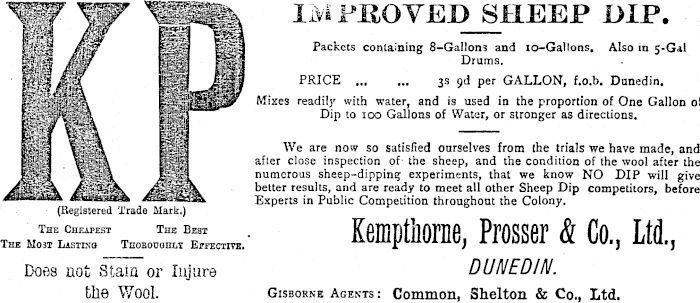 KP
(Registered Trade Mark.)
THE CHEAPEST THE BEST
THE MOST LASTING THOROUGHLY EFFECTIVE.
Does not Stain or Injure
the Wool.
IMPROVED SHEEP DIP.
Packets containing 8-Gallons and 10-Gallons. Also in 5-Gal
Drums.
PRICE ... ... 3s 9d per GALLON, f.o.b. Dunedin.
Mixes readily with water, and is used in the proportion of One Gallon of
Dip to 100 Gallons of Water, or stronger as directions.
We are now so satisfied ourselves from the trials we have made, and
after close inspection of the sheep, and the condition of the wool after the
numerous sheep-dipping experiments, that we know NO DIP will give
better results, and are ready to meet all other Sheep Dip competitors, before
Experts in Public Competition throughout the Colony.
Kempthorne, Prosser & Co., Ltd.,
DUNEDIN.
GISBORNE AGENTS: Common, Shelton & Co., Ltd.